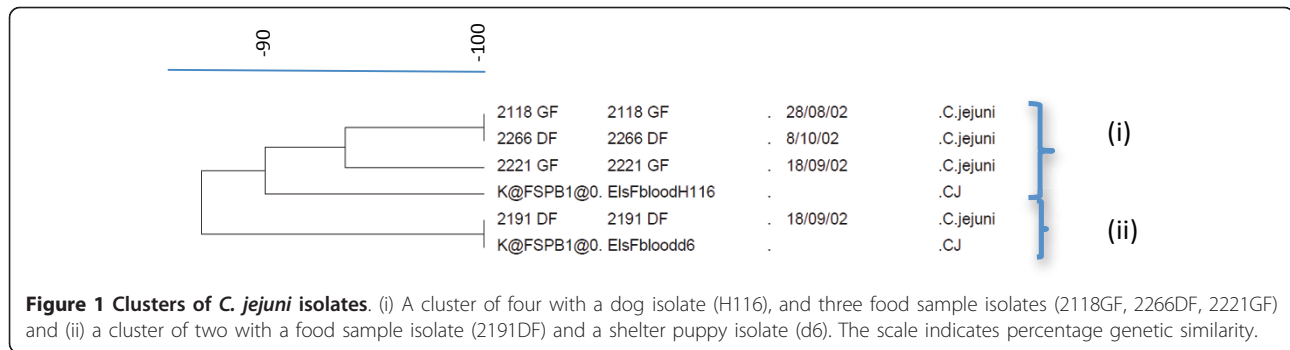 -90
-100
2118 GF 2118 GF . 28/08/02 .C.jejuni
2266 DF 2266 DF . 8/10/02 .C.jejuni
2221 GF 2221 GF . 18/09/02 .C.jejuni
K@FSPB1@0. ElsFbloodH116 . .CJ
2191 DF 2191 DF . 18/09/02 .C.jejuni
K@FSPB1@0. ElsFbloodd6 . .CJ
(i)
(ii)
Figure 1 Clusters of C. jejuni isolates. (i) A cluster of four with a dog isolate (H116), and three food sample isolates (2118GF, 2266DF, 2221GF)
and (ii) a cluster of two with a food sample isolate (2191DF) and a shelter puppy isolate (d6). The scale indicates percentage genetic similarity.